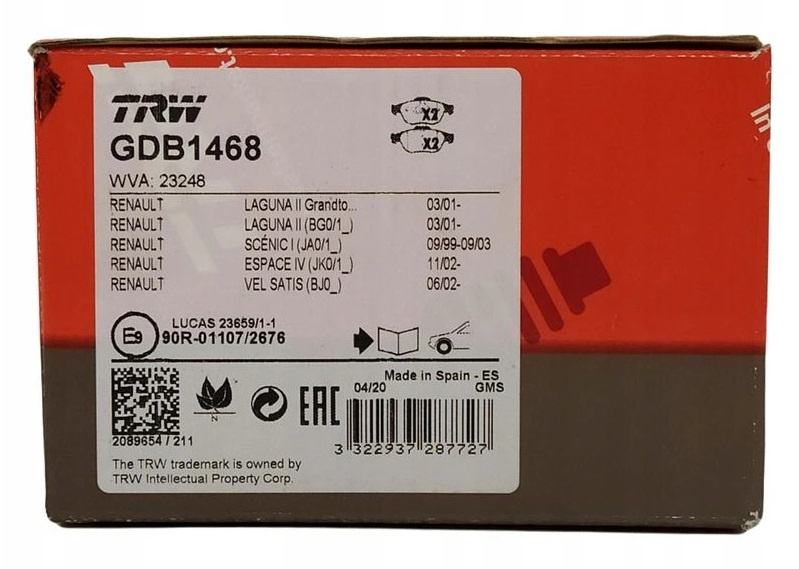 TRW
GDB1468
X2
X2
WVA: 23248
RENAULT LAGUNA II Grandto... 03/01-
RENAULT LAGUNA II (BG0/1_) 03/01-
RENAULT SCÉNIC I (JA0/1_) 09/99-09/03
RENAULT ESPACE IV (JK0/1_) 11/02-
RENAULT VEL SATIS (BJ0_) 06/02-
E9
LUCAS 23659/1-1
90R-01107/2676
Made in Spain - ES
04/20 GMS
N
EAC
2089654 / 211
3 322937 287727
The TRW trademark is owned by
TRW Intellectual Property Corp.